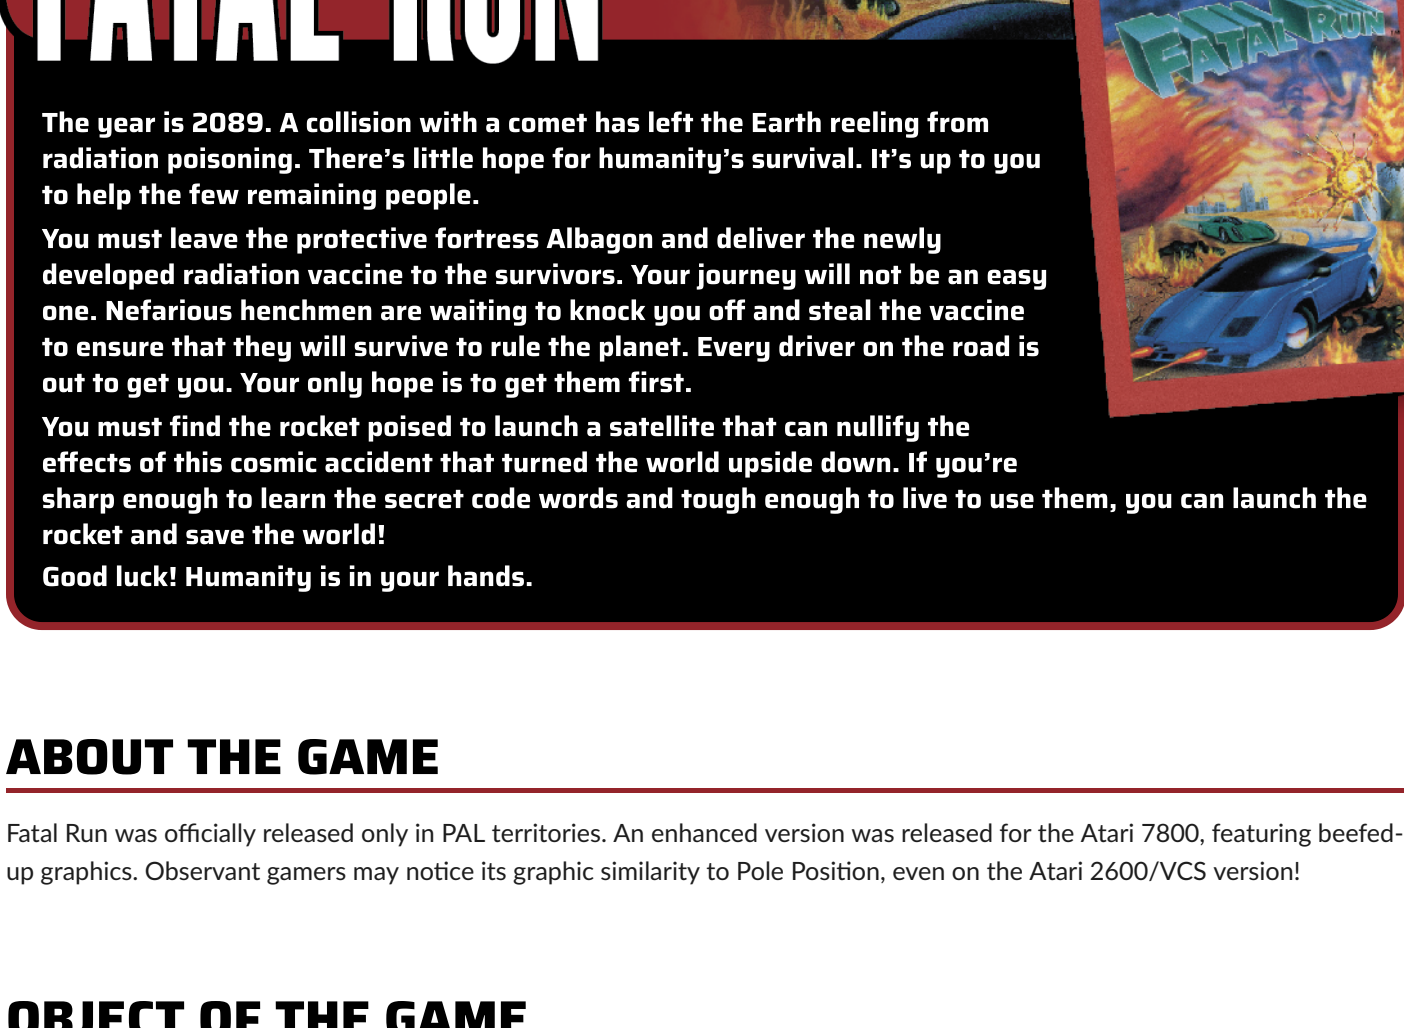 FATAL RUN
FATAL RUN
The year is 2089. A collision with a comet has left the Earth reeling from
radiation poisoning. There’s little hope for humanity’s survival. It’s up to you
to help the few remaining people.
You must leave the protective fortress Albagon and deliver the newly
developed radiation vaccine to the survivors. Your journey will not be an easy
one. Nefarious henchmen are waiting to knock you off and steal the vaccine
to ensure that they will survive to rule the planet. Every driver on the road is
out to get you. Your only hope is to get them first.
You must find the rocket poised to launch a satellite that can nullify the
effects of this cosmic accident that turned the world upside down. If you’re
sharp enough to learn the secret code words and tough enough to live to use them, you can launch the
rocket and save the world!
Good luck! Humanity is in your hands.
ABOUT THE GAME
Fatal Run was officially released only in PAL territories. An enhanced version was released for the Atari 7800, featuring beefed-
up graphics. Observant gamers may notice its graphic similarity to Pole Position, even on the Atari 2600/VCS version!
OBJECT OF THE GAME